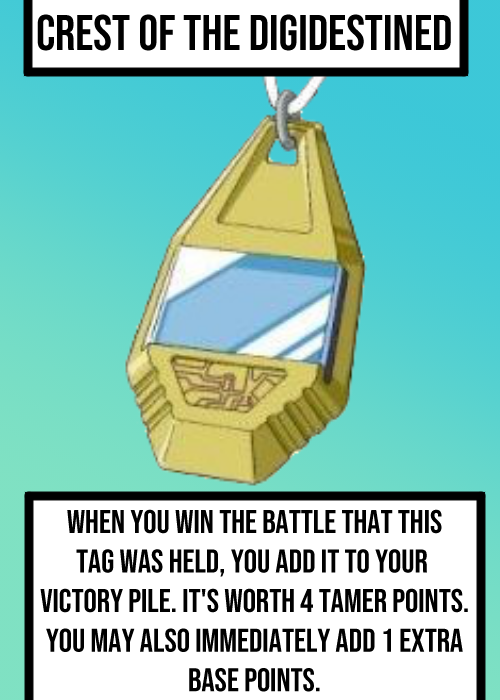 CREST OF THE DIGIDESTINED
WHEN YOU WIN THE BATTLE THAT THIS
TAG WAS HELD, YOU ADD IT TO YOUR
VICTORY PILE. IT'S WORTH 4 TAMER POINTS.
YOU MAY ALSO IMMEDIATELY ADD 1 EXTRA
BASE POINTS.